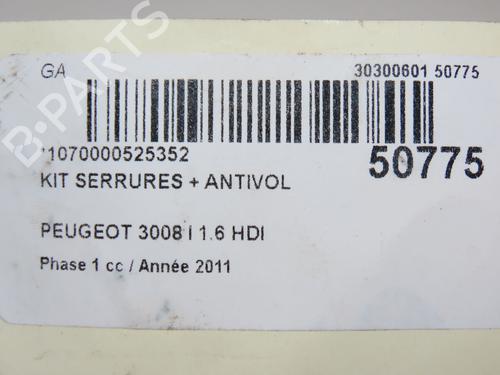 GA 30300601 50775
'1070000525352
50775
KIT SERRURES + ANTIVOL
PEUGEOT 3008 I 1.6 HDI
Phase 1 cc / Année 2011
B-PARTS